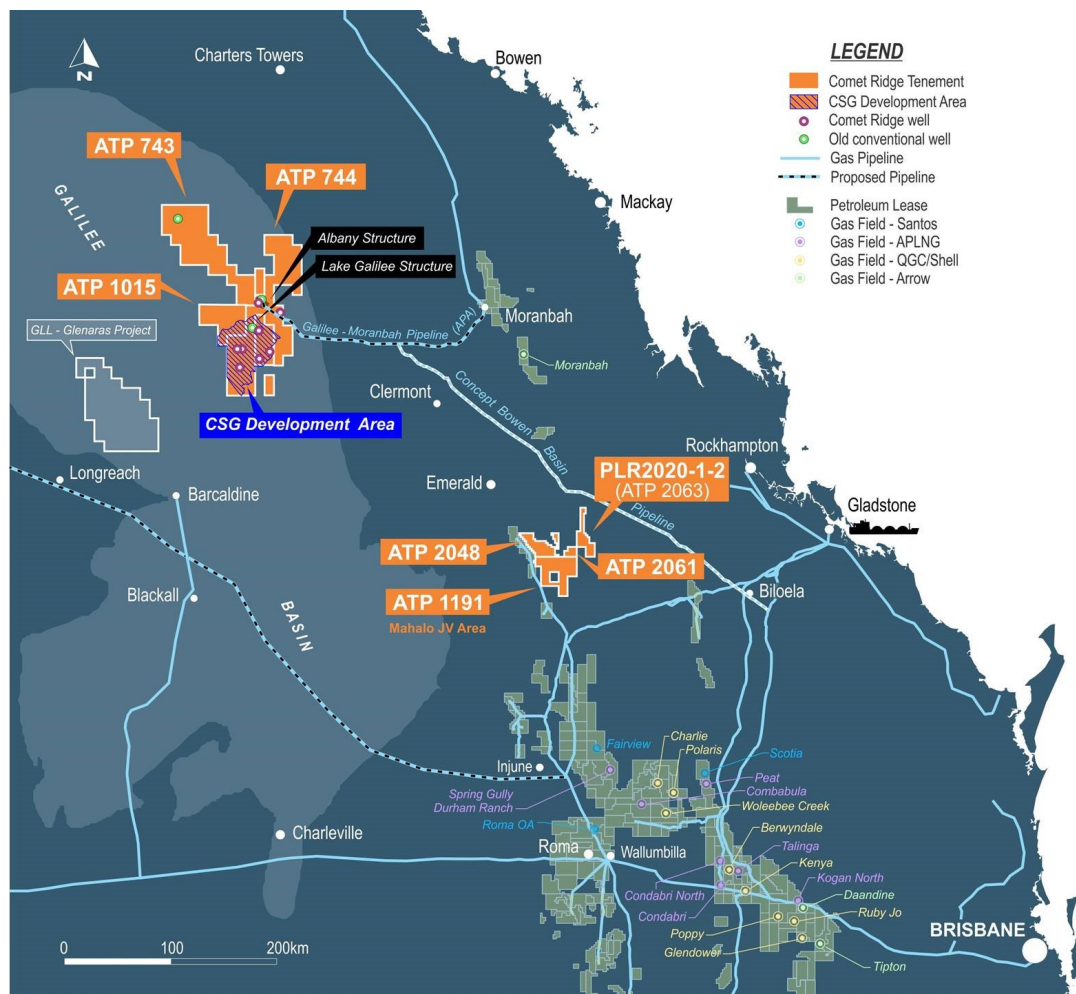 LEGEND
Comet Ridge Tenement
CSG Development Area
Comet Ridge well
Old conventional well
Gas Pipeline
Proposed Pipeline
Petroleum Lease
Gas Field - Santos
Gas Field - APLNG
Gas Field - QGC/Shell
Gas Field - Arrow
N
Charters Towers
Bowen
ATP 743
ATP 744
GALILEE
Mackay
Albany Structure
Lake Galilee Structure
ATP 1015
GLL - Glenaras Project
Galilee - Moranbah Pipeline (APA)
Moranbah
Moranbah
Clermont
CSG Development Area
Concept Bowen Basin Pipeline
Rockhampton
Longreach
Barcaldine
Emerald
PLR2020-1-2
(ATP 2063)
Gladstone
ATP 2048
ATP 2061
ATP 1191
Mahalo JV Area
Biloela
Blackall
BASIN
Fairview
Charlie
Polaris
Scotia
Injune
Spring Gully
Durham Ranch
Peat
Combabula
Woleebee Creek
Roma OA
Berwyndale
Charleville
Roma
Wallumbilla
Talinga
Kenya
Kogan North
Condabri North
Daandine
Condabri
Ruby Jo
Poppy
Glendower
Tipton
BRISBANE
0 100 200km